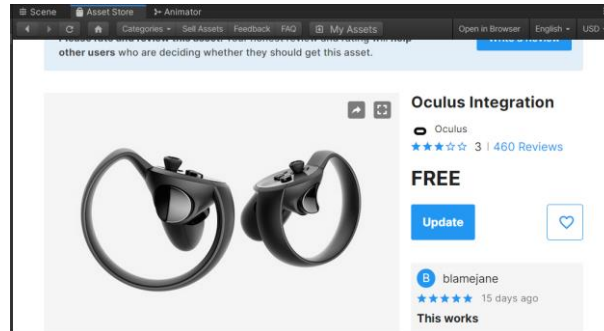 Scene
Asset Store
Animator
Categories
Sell Assets
Feedback
FAQ
My Assets
Open in Browser
English
USD
Please rate and review this asset! Your honest review and rating will help
Write a Review
other users who are deciding whether they should get this asset.
Oculus Integration
Oculus
3 | 460 Reviews
FREE
Update
B blamejane
15 days ago
This works